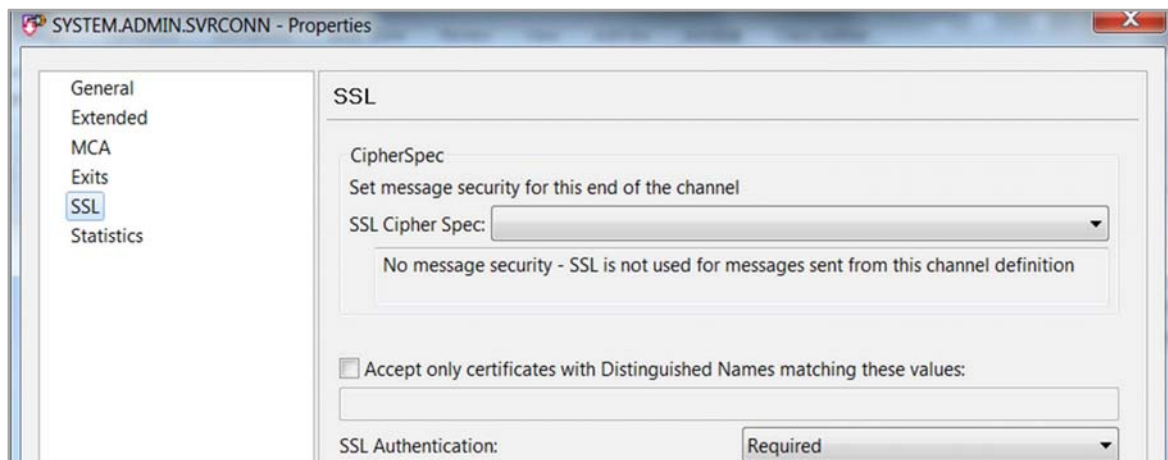 SYSTEM.ADMIN.SVRCONN - Properties
General
Extended
MCA
Exits
SSL
Statistics
SSL
CipherSpec
Set message security for this end of the channel
SSL Cipher Spec:
No message security - SSL is not used for messages sent from this channel definition
Accept only certificates with Distinguished Names matching these values:
SSL Authentication: Required